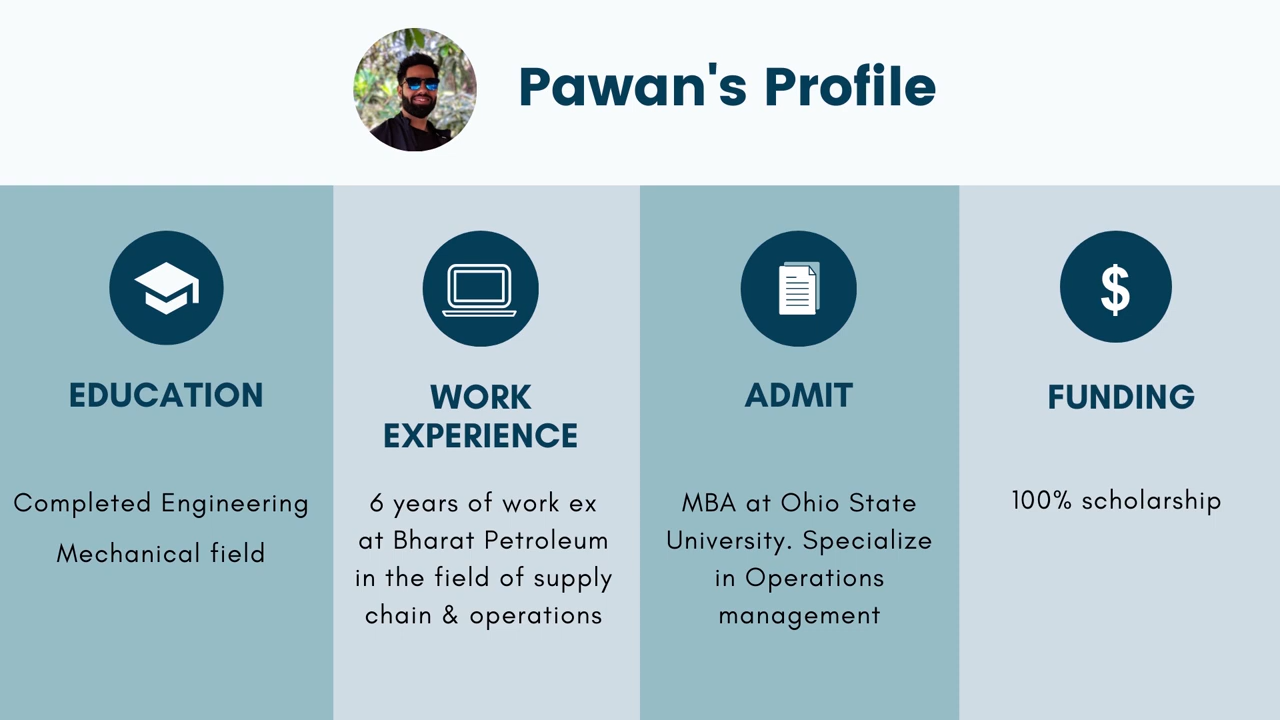 Pawan's Profile
EDUCATION
Completed Engineering
Mechanical field
WORK
EXPERIENCE
6 years of work ex
at Bharat Petroleum
in the field of supply
chain & operations
ADMIT
MBA at Ohio State
University. Specialize
in Operations
management
FUNDING
100% scholarship